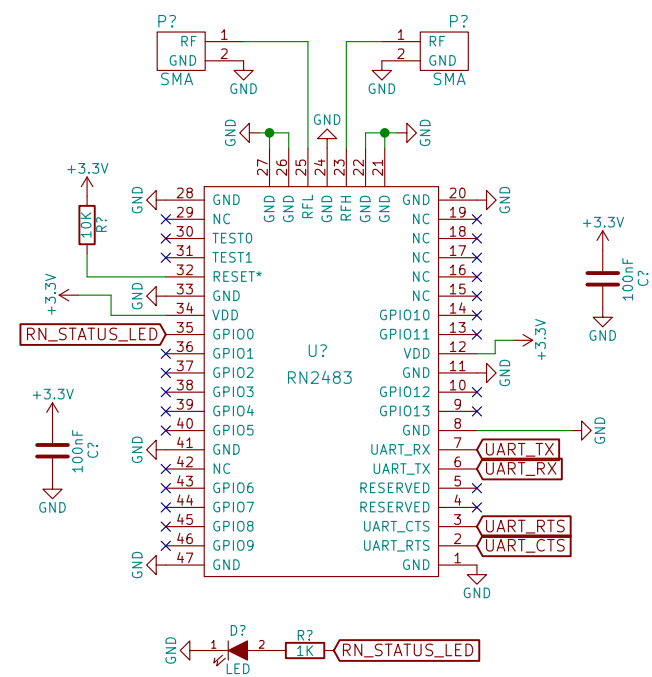 P?
1
RF
2
GND
SMA
GND
P?
1
RF
2
GND
SMA
GND
GND
GND
GND
27
26
25
24
23
22
21
GND
GND
RFL
GND
RFH
GND
GND
+3.3V
10K
R?
+3.3V
GND 28 GND
29 NC
30 TEST0
31 TEST1
32 RESET*
GND 33 GND
34 VDD
RN_STATUS_LED 35 GPIO0
36 GPIO1
37 GPIO2
38 GPIO3
39 GPIO4
40 GPIO5
GND 41 GND
42 NC
43 GPIO6
44 GPIO7
45 GPIO8
46 GPIO9
GND 47 GND
U?
RN2483
GND 20 GND
NC 19
NC 18
NC 17
NC 16
NC 15
GPIO10 14
GPIO11 13
VDD 12 +3.3V
GND 11 GND
GPIO12 10
GPIO13 9
GND 8 GND
UART_RX 7 UART_TX
UART_TX 6 UART_RX
RESERVED 5
RESERVED 4
UART_CTS 3 UART_RTS
UART_RTS 2 UART_CTS
GND 1
GND
+3.3V
100nF
C?
GND
+3.3V
100nF
C?
GND
GND
1
D?
2
LED
R?
1K
RN_STATUS_LED